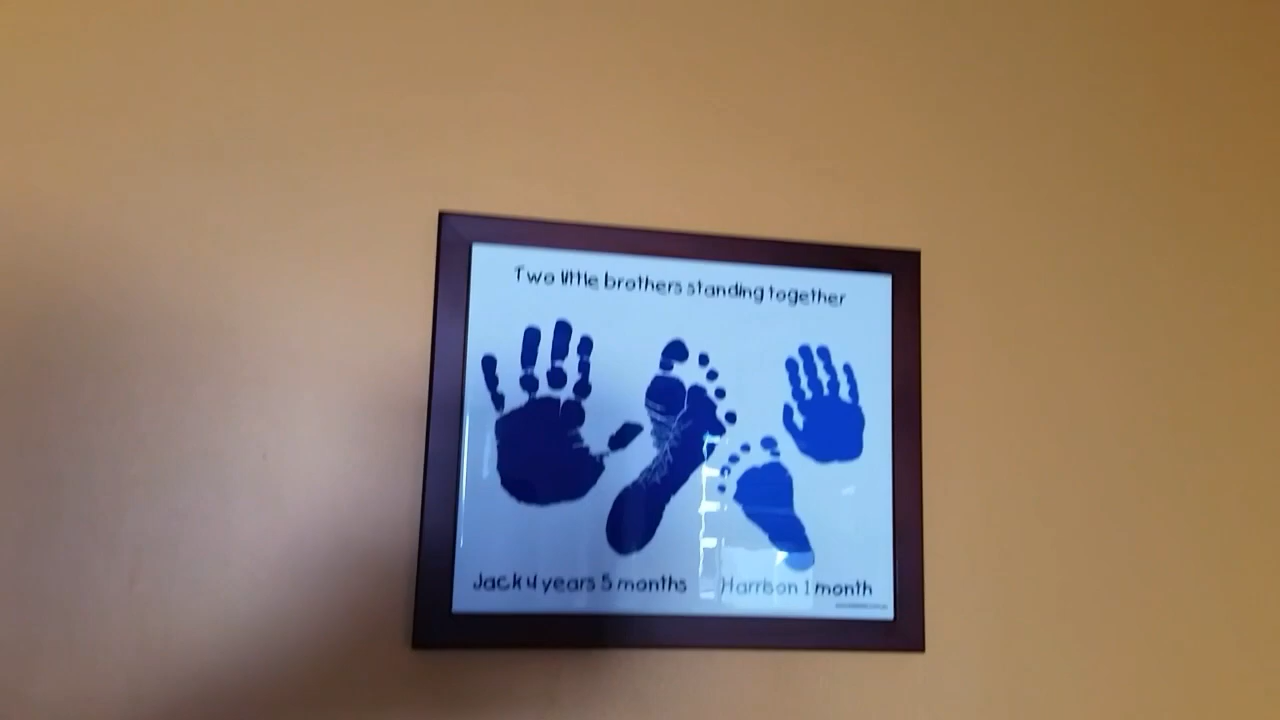 Two little brothers standing together
Jack 4 years 5 months
Harrison 1 month